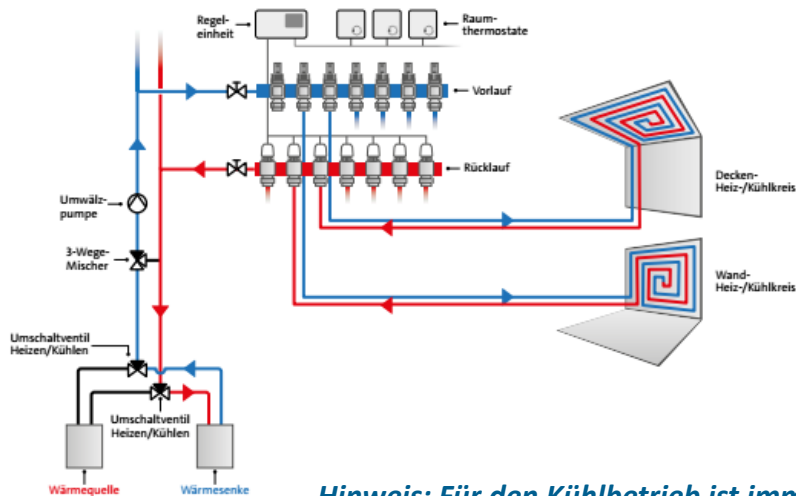 Regel-
einheit
Raum-
thermostate
Vorlauf
Rücklauf
Decken-
Heiz-/Kühlkreis
Umwälz-
pumpe
3-Wege-
Mischer
Wand-
Heiz-/Kühlkreis
Umschaltventil
Heizen/Kühlen
Umschaltventil
Heizen/Kühlen
Wärmequelle
Wärmesenke
Hinweis: Für den Kühlbetrieb ist imp